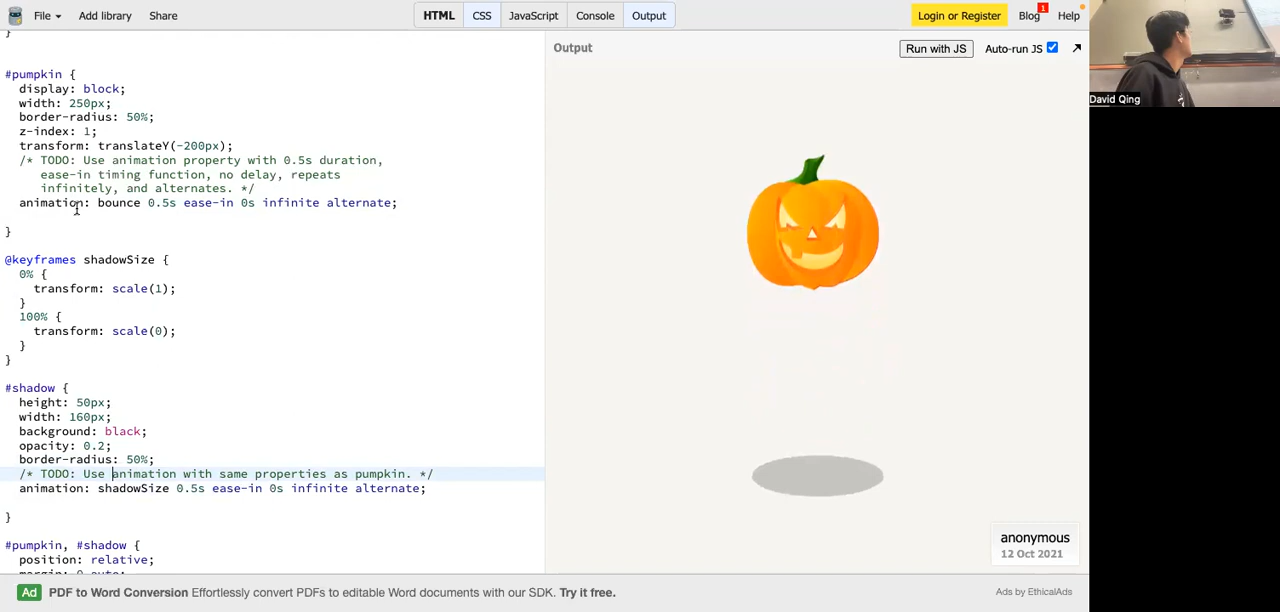 File Add library Share HTML CSS JavaScript Console Output Login or Register Blog 1 Help
}
#pumpkin {
display: block;
width: 250px;
border-radius: 50%;
z-index: 1;
transform: translateY(-200px);
/* TODO: Use animation property with 0.5s duration,
ease-in timing function, no delay, repeats
infinitely, and alternates. */
animation: bounce 0.5s ease-in 0s infinite alternate;
}
@keyframes shadowSize {
0% {
transform: scale(1);
}
100% {
transform: scale(0);
}
}
#shadow {
height: 50px;
width: 160px;
background: black;
opacity: 0.2;
border-radius: 50%;
/* TODO: Use animation with same properties as pumpkin. */
animation: shadowSize 0.5s ease-in 0s infinite alternate;
}
#pumpkin, #shadow {
position: relative;
margin: 0 auto;
Output Run with JS Auto-run JS
anonymous
12 Oct 2021
Ad PDF to Word Conversion Effortlessly convert PDFs to editable Word documents with our SDK. Try it free. Ads by EthicalAds
David Qing